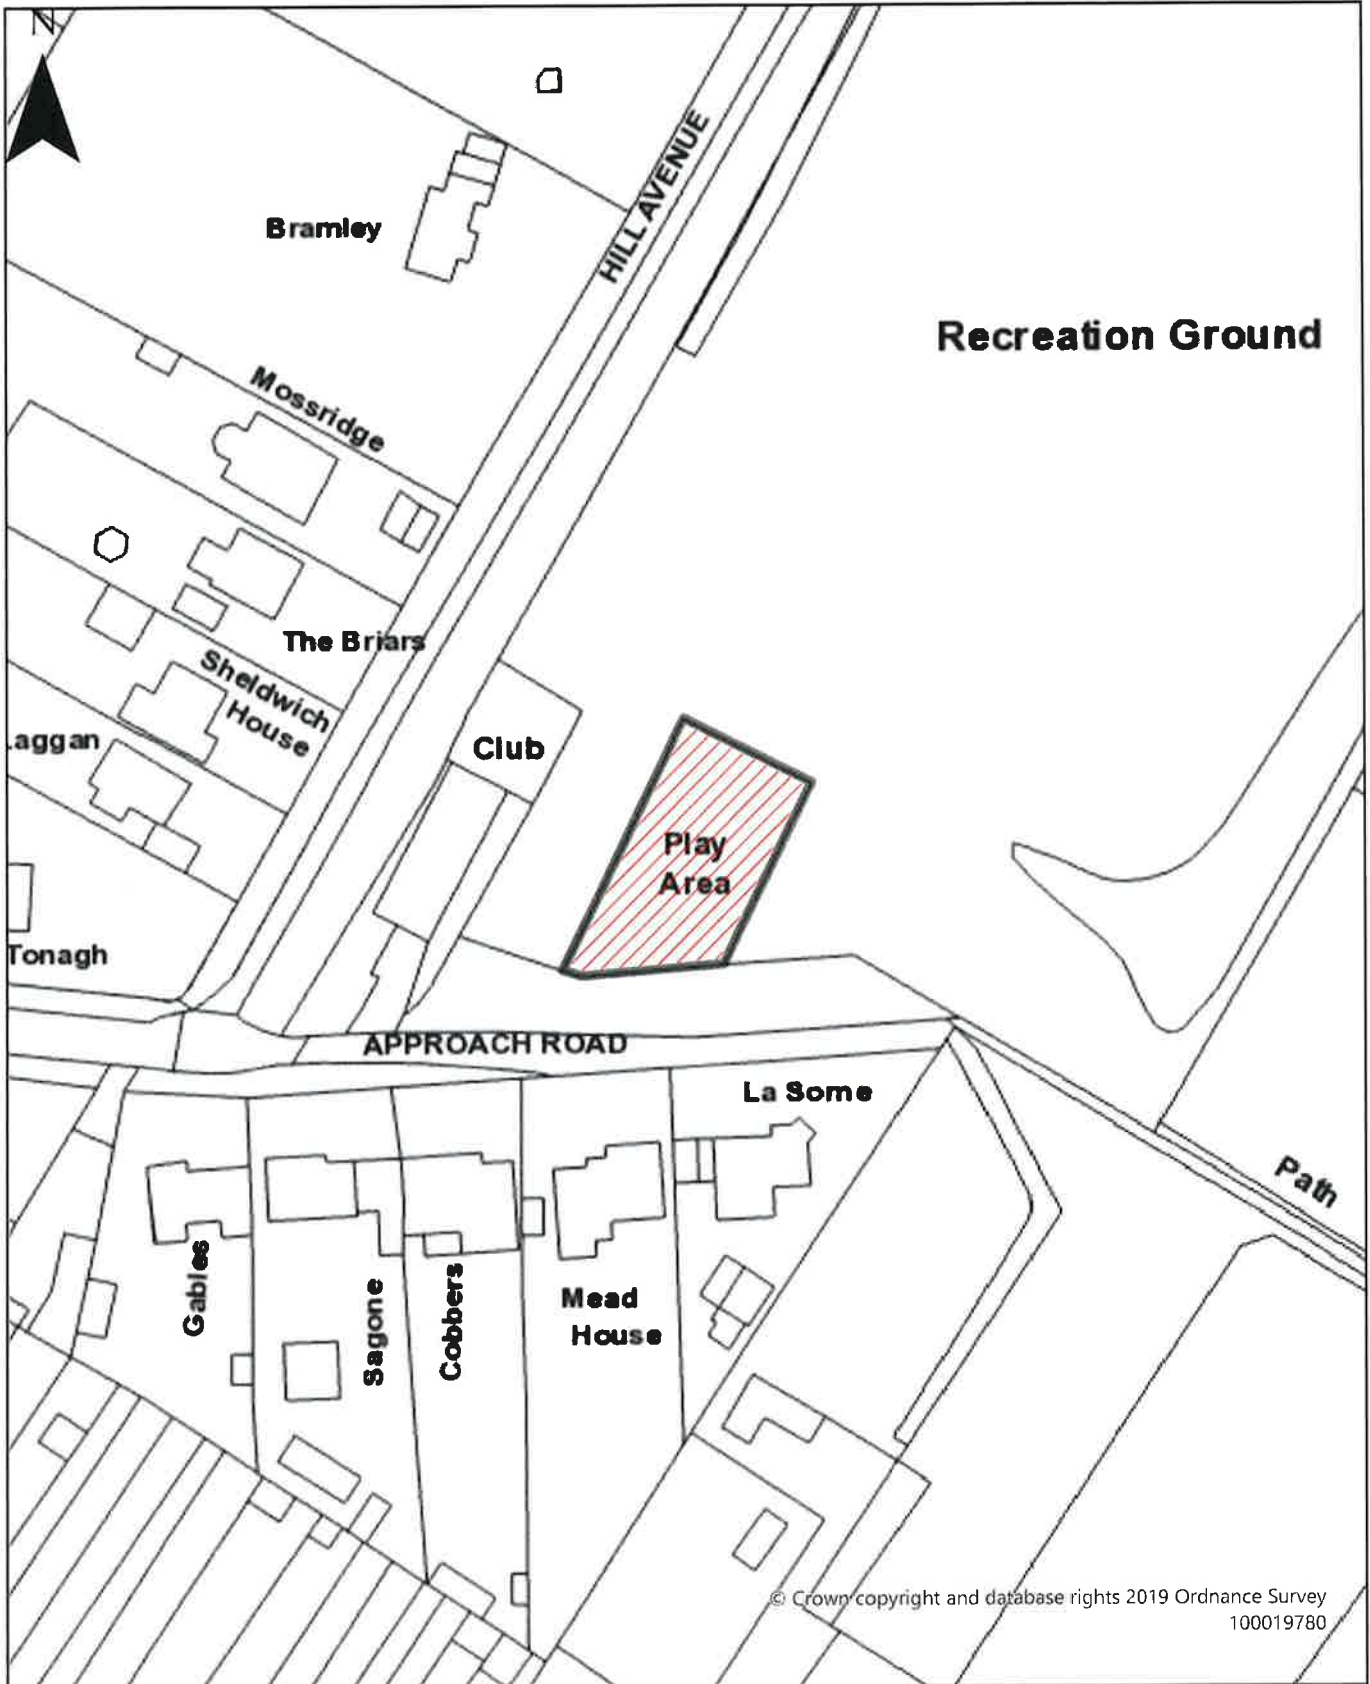 N
HILL AVENUE
Bramley
Recreation Ground
Mossridge
The Briars
Sheldwich
House
Laggan
Club
Play
Area
Tonagh
APPROACH ROAD
La Some
Path
Gables
Sagone
Cobbers
Mead
House
© Crown copyright and database rights 2019 Ordnance Survey
100019780